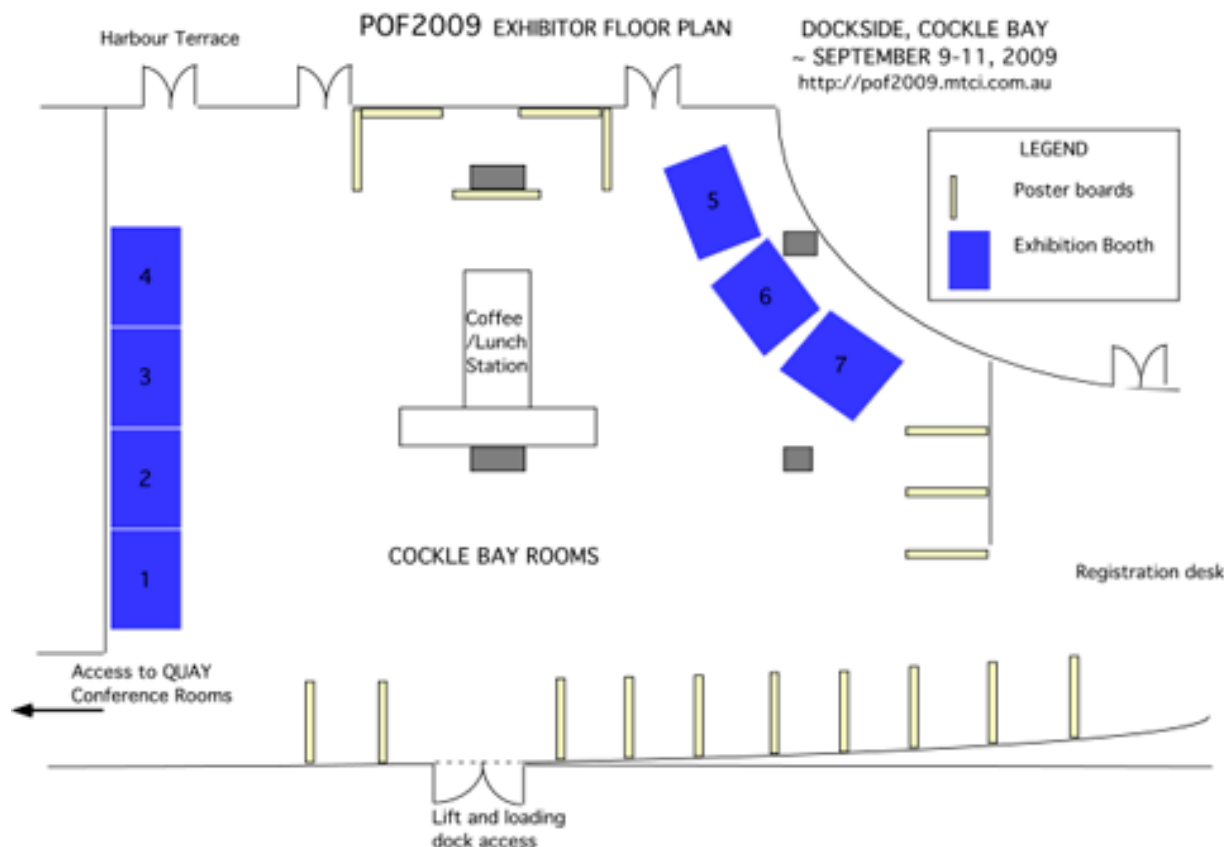 POF2009 EXHIBITOR FLOOR PLAN
DOCKSIDE, COCKLE BAY
~ SEPTEMBER 9-11, 2009
http://pof2009.mtci.com.au
Harbour Terrace
LEGEND
Poster boards
Exhibition Booth
5
6
7
4
3
2
1
Coffee
/Lunch
Station
COCKLE BAY ROOMS
Registration desk
Access to QUAY
Conference Rooms
Lift and loading
dock access